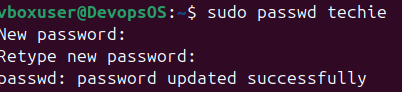 vboxuser@DevopsOS:~$ sudo passwd techie
New password:
Retype new password:
passwd: password updated successfully